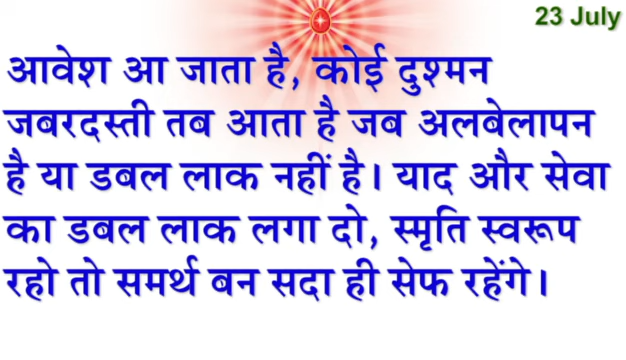 23 July
आवेश आ जाता है, कोई दुश्मन
जबरदस्ती तब आता है जब अलबेलापन
है या डबल लाक नहीं है। याद और सेवा
का डबल लाक लगा दो, स्मृति स्वरूप
रहो तो समर्थ बन सदा ही सेफ रहेंगे।